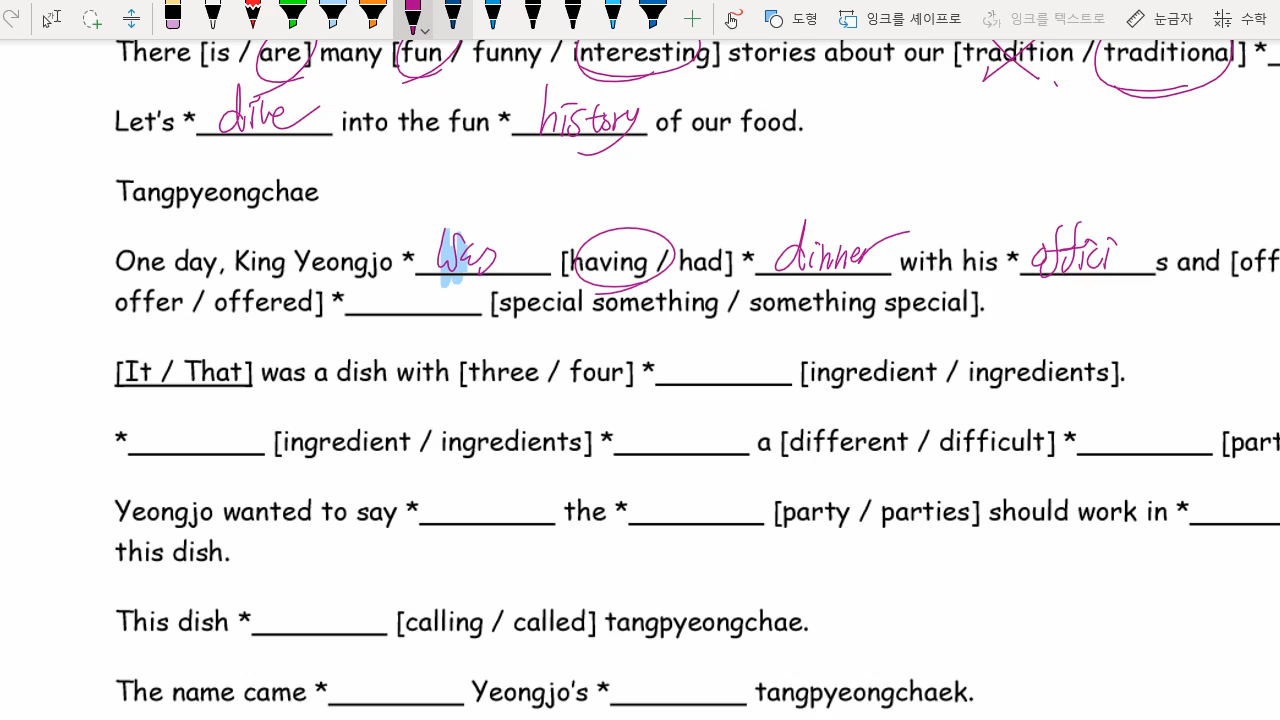 도형 잉크를 셰이프로 잉크를 텍스트로 눈금자 수학
There [is / are] many [fun / funny / interesting] stories about our [tradition / traditional] *_
Let's *dive into the fun *history of our food.
Tangpyeongchae
One day, King Yeongjo *was [having / had] *dinner with his *offici s and [off
offer / offered] *_________ [special something / something special].
[It / That] was a dish with [three / four] *_________ [ingredient / ingredients].
*_________ [ingredient / ingredients] *_________ a [different / difficult] *_________ [part
Yeongjo wanted to say *_________ the *_________ [party / parties] should work in *______
this dish.
This dish *_________ [calling / called] tangpyeongchae.
The name came *_________ Yeongjo's *_________ tangpyeongchaek.